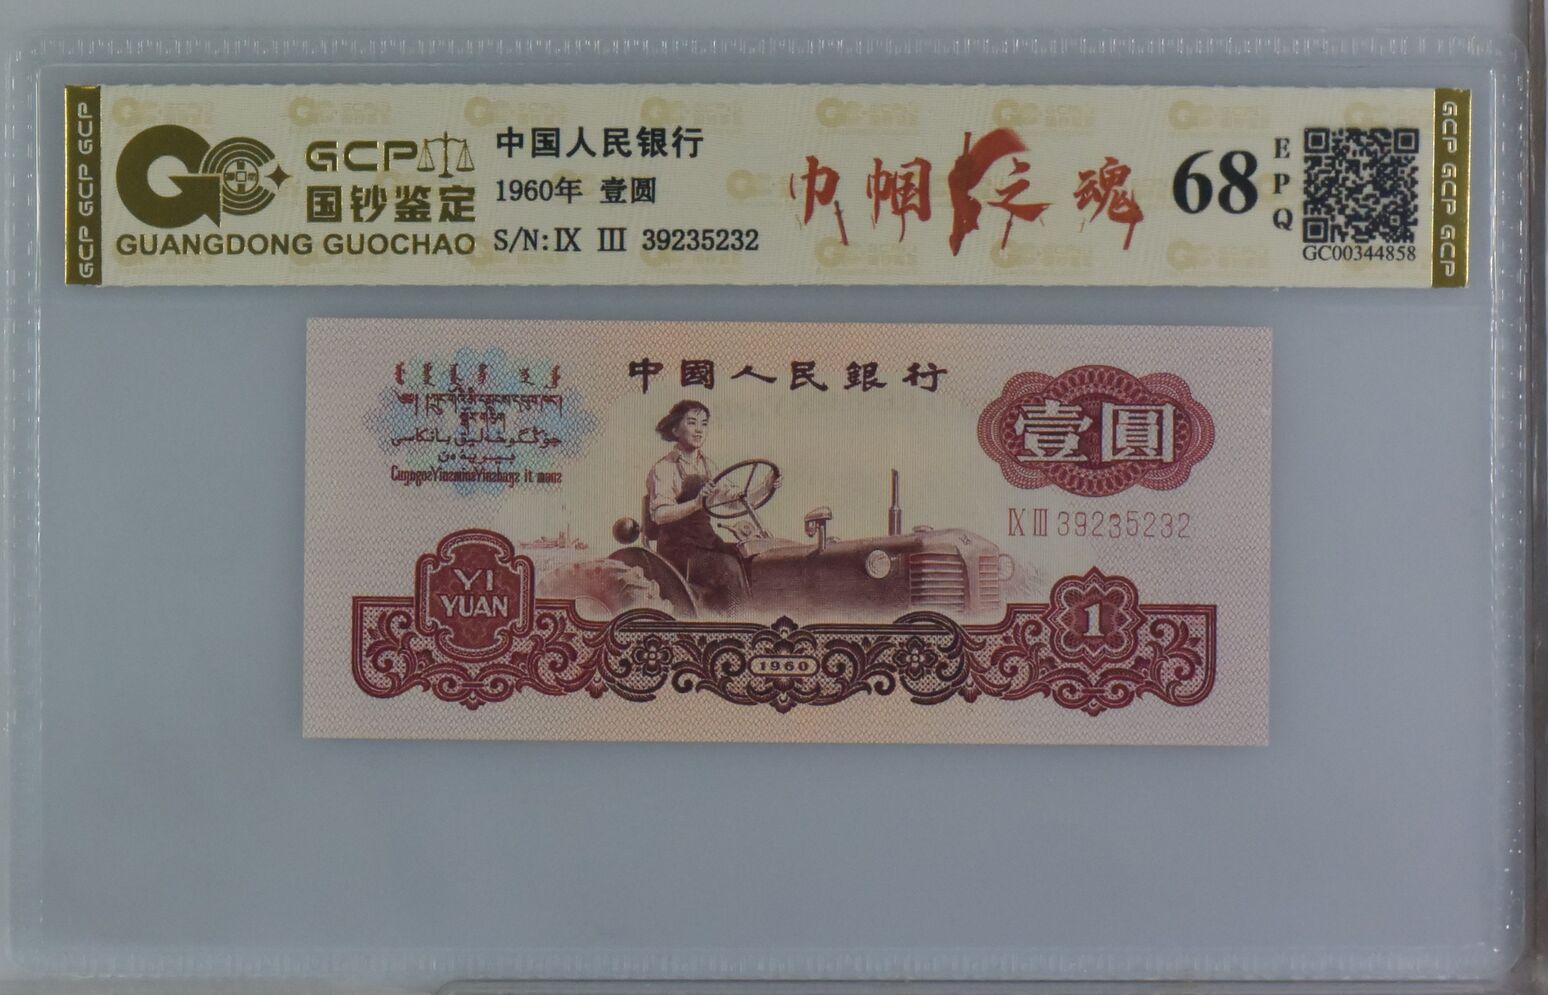 GCP GCP GCP
GCP
国钞鉴定
GUANGDONG GUOCHAO
中国人民银行
1960年 壹圆
S/N: IX III 39235232
巾帼之魂
68
EPQ
GC00344858
GCP GCP GCP
中國人民銀行
壹圓
IX III 39235232
YI
YUAN
1
1960